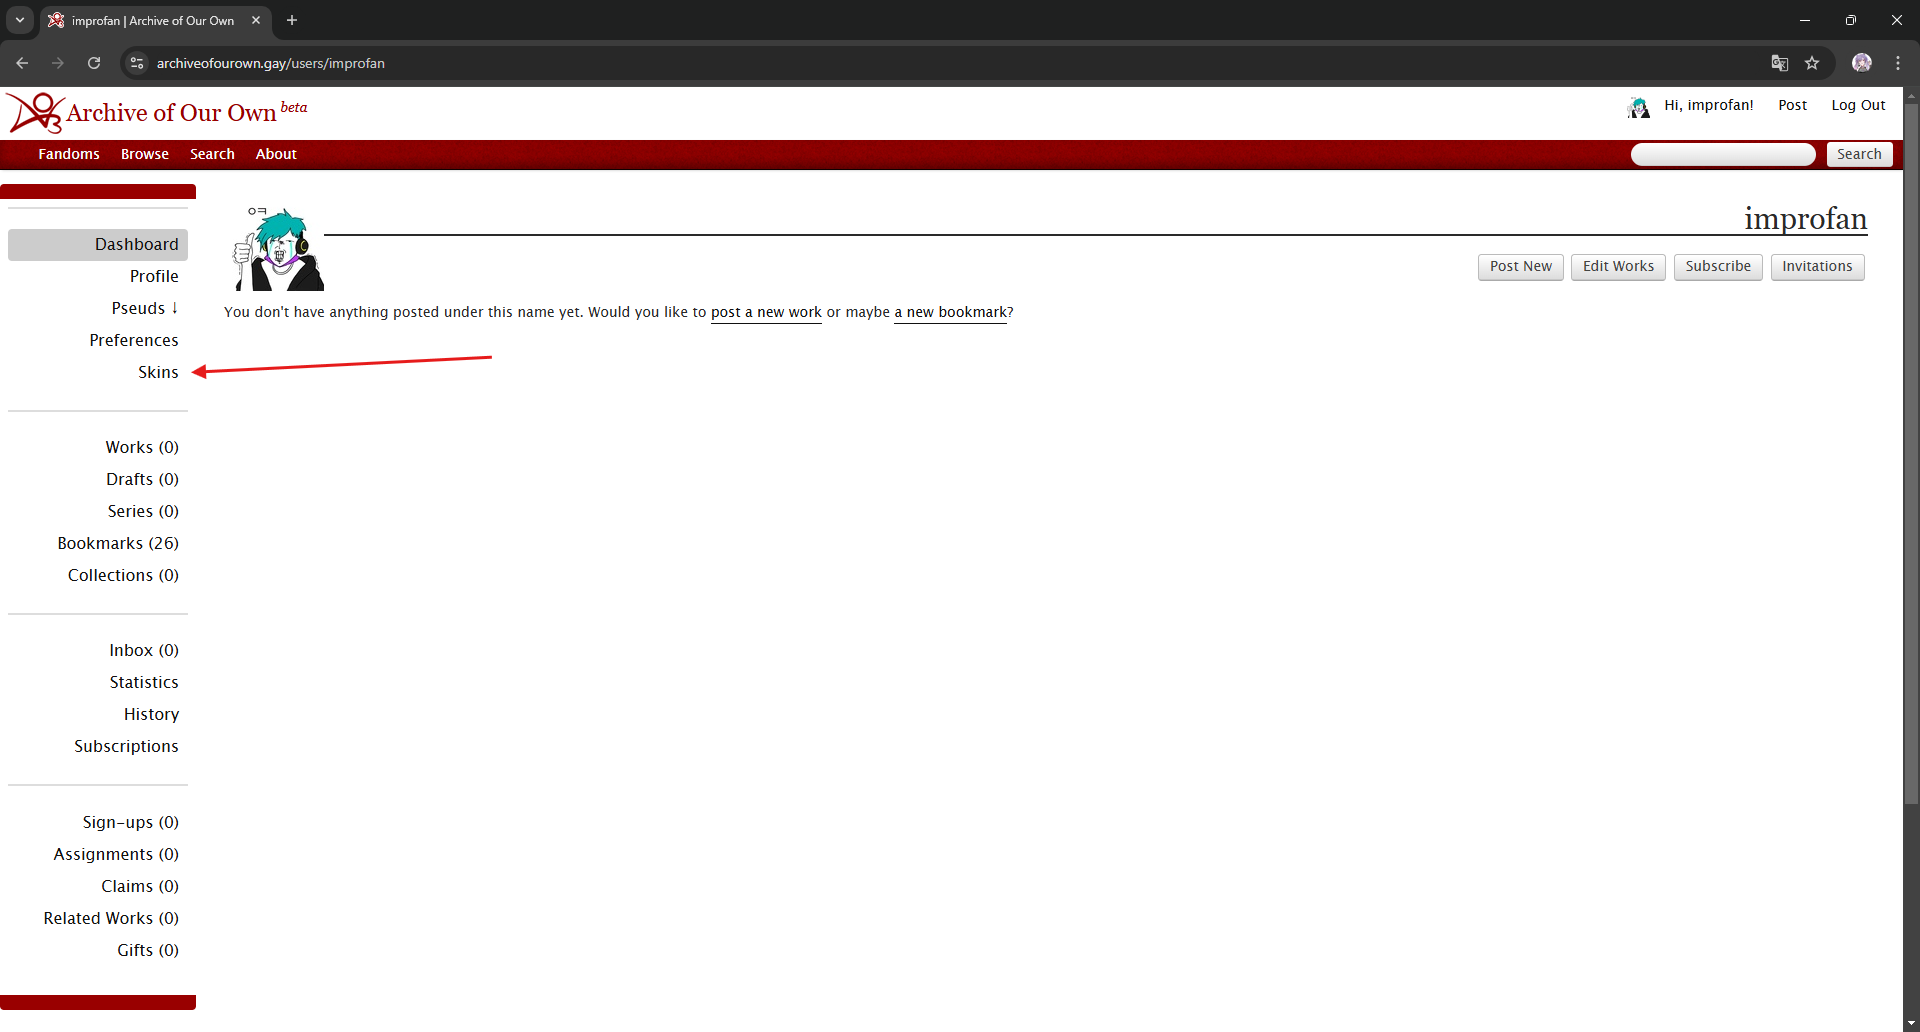 improfan | Archive of Our Own
archiveofourown.gay/users/improfan
Archive of Our Own beta
Hi, improfan! Post Log Out
Fandoms Browse Search About
Search
Dashboard
Profile
Pseuds ↓
Preferences
Skins
Works (0)
Drafts (0)
Series (0)
Bookmarks (26)
Collections (0)
Inbox (0)
Statistics
History
Subscriptions
Sign-ups (0)
Assignments (0)
Claims (0)
Related Works (0)
Gifts (0)
ㅇㅋ
improfan
Post New Edit Works Subscribe Invitations
You don't have anything posted under this name yet. Would you like to post a new work or maybe a new bookmark?